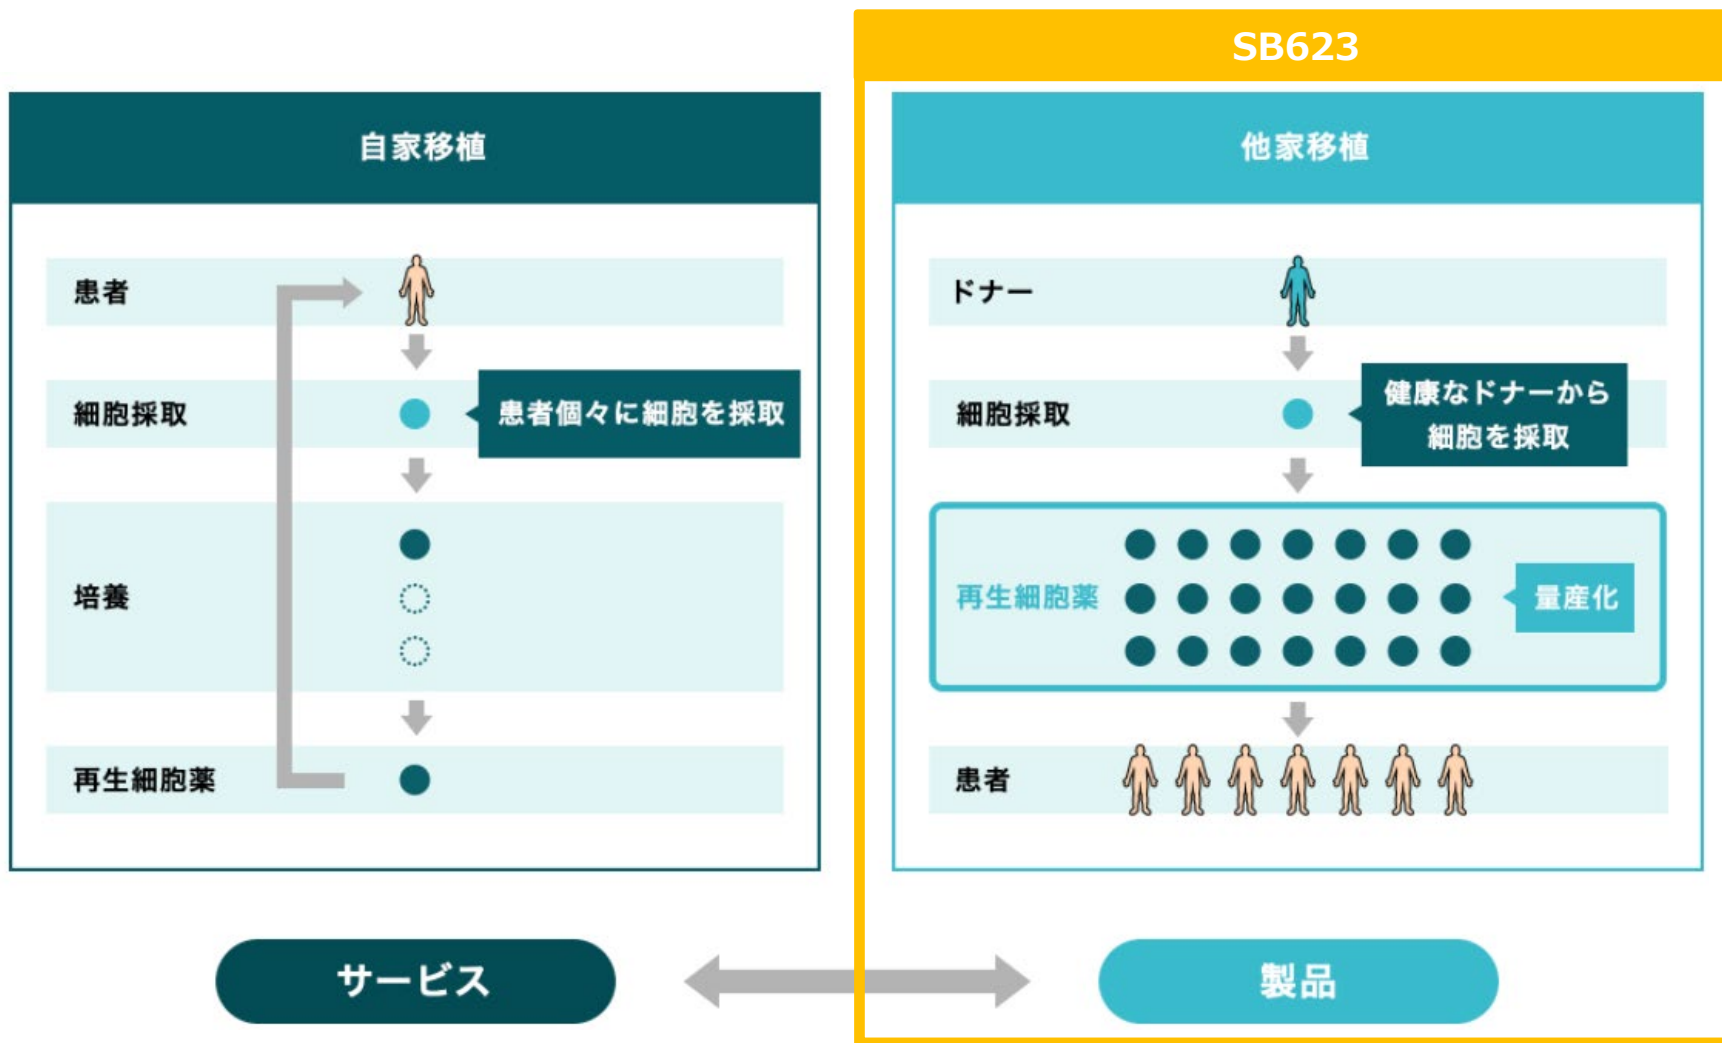 SB623
自家移植
患者
細胞採取
患者個々に細胞を採取
培養
再生細胞薬
サービス
他家移植
ドナー
細胞採取
健康なドナーから
細胞を採取
再生細胞薬
量産化
患者
製品